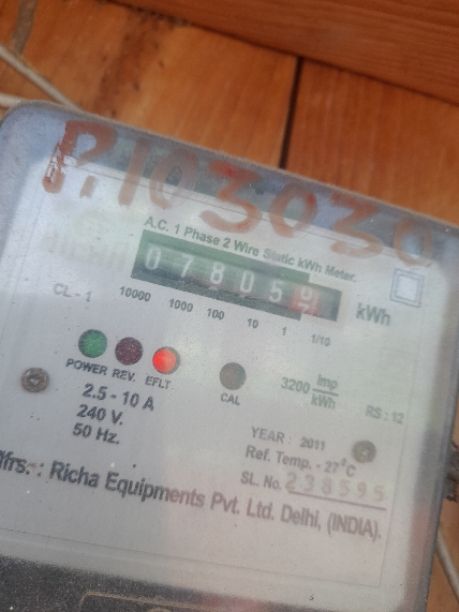 P.103030
A.C. 1 Phase 2 Wire Static kWh Meter.
07805 kWh
CL - 1 10000 1000 100 10 1 1/10
POWER REV. EFLT CAL 3200 imp/kWh RS : 12
2.5 - 10 A
240 V.
50 Hz.
YEAR : 2011
Ref. Temp. - 27°C
SL. No. 238595
Mfrs. : Richa Equipments Pvt. Ltd. Delhi, (INDIA).